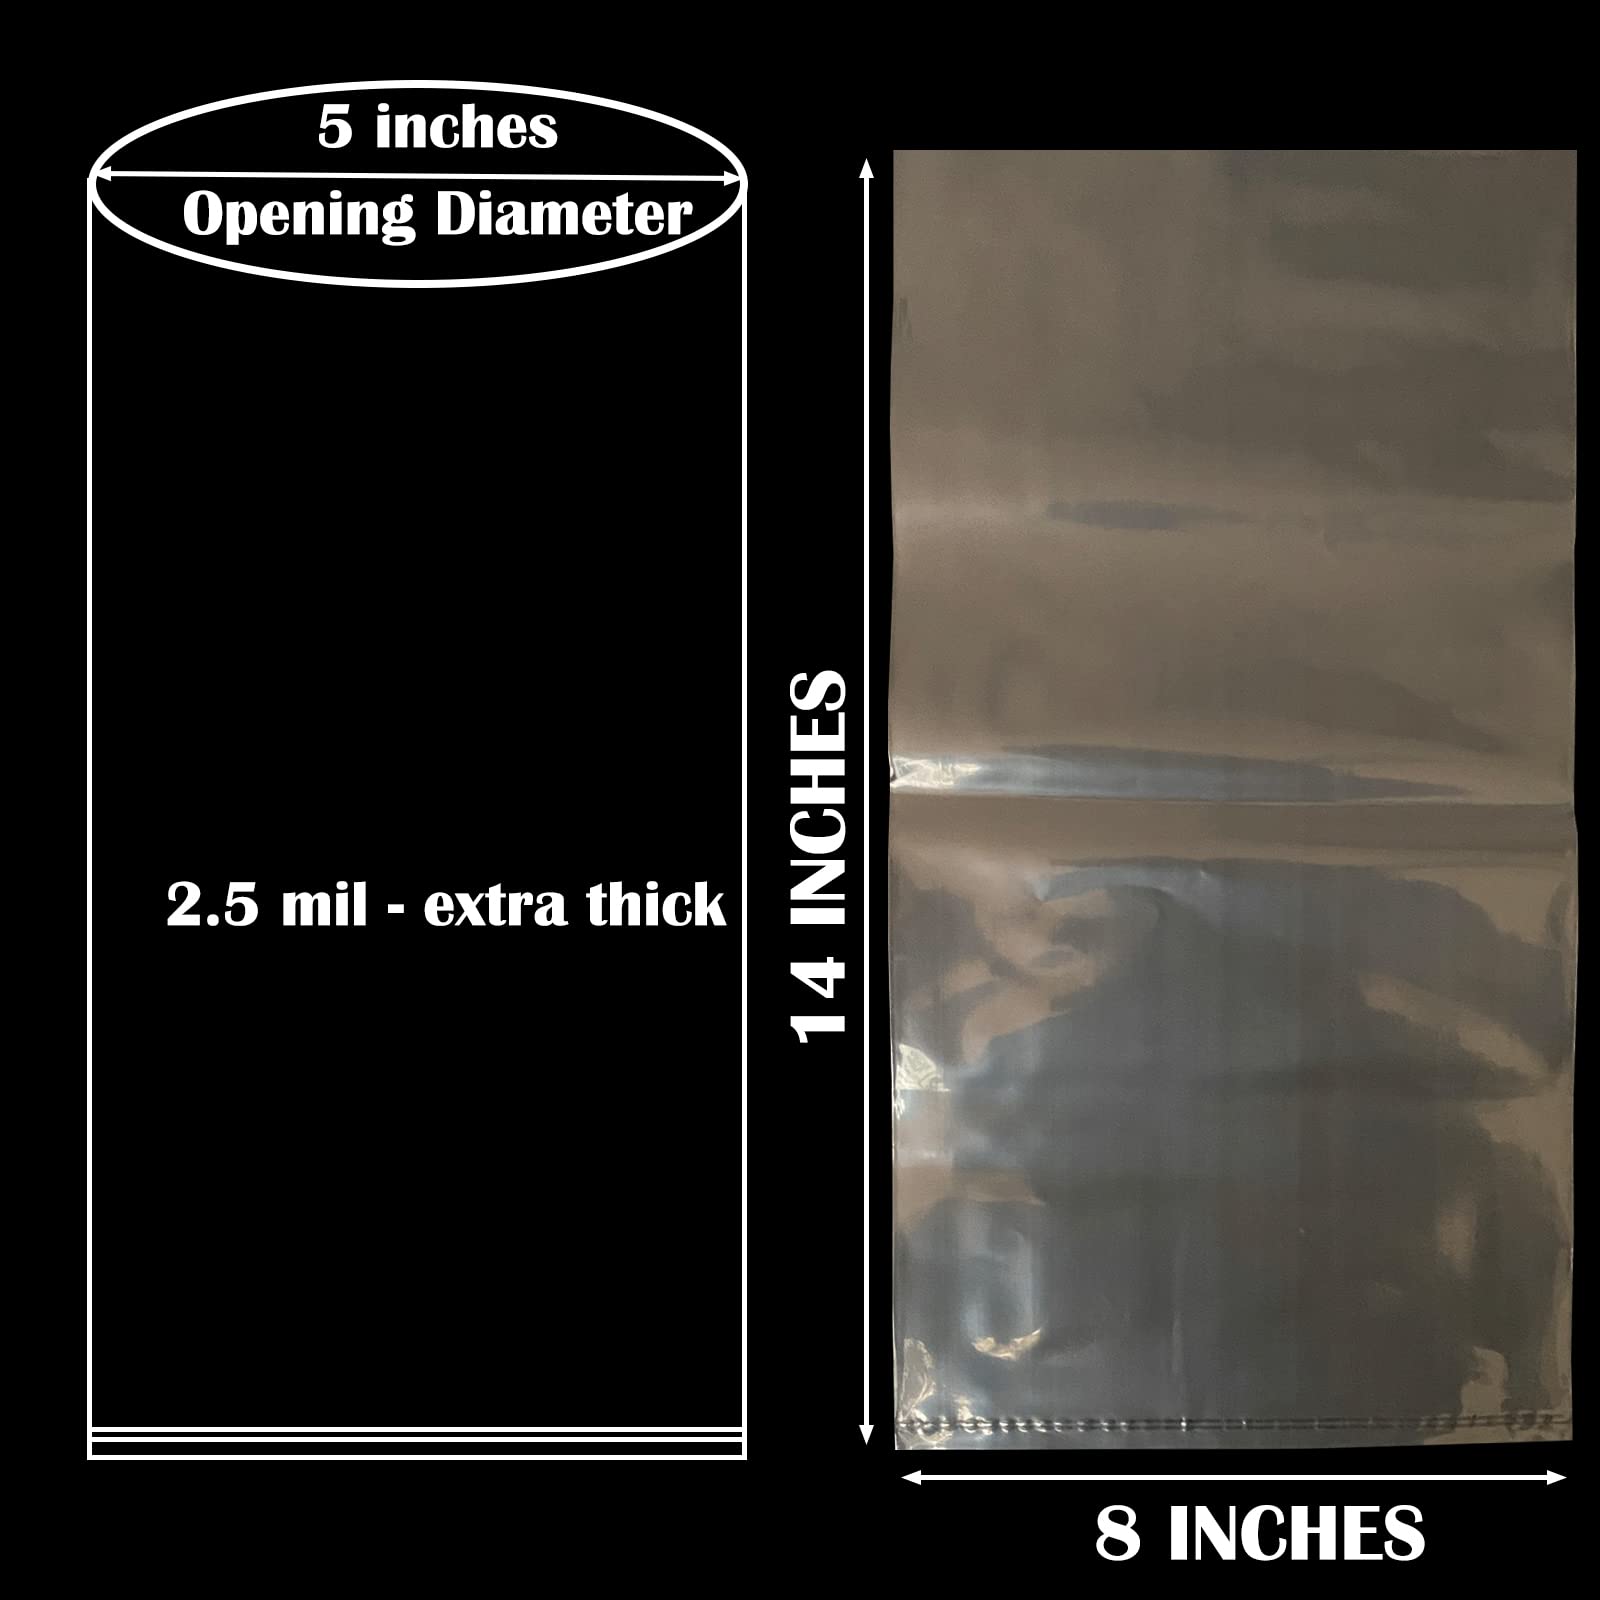 5 inches
Opening Diameter
2.5 mil - extra thick
14 INCHES
8 INCHES